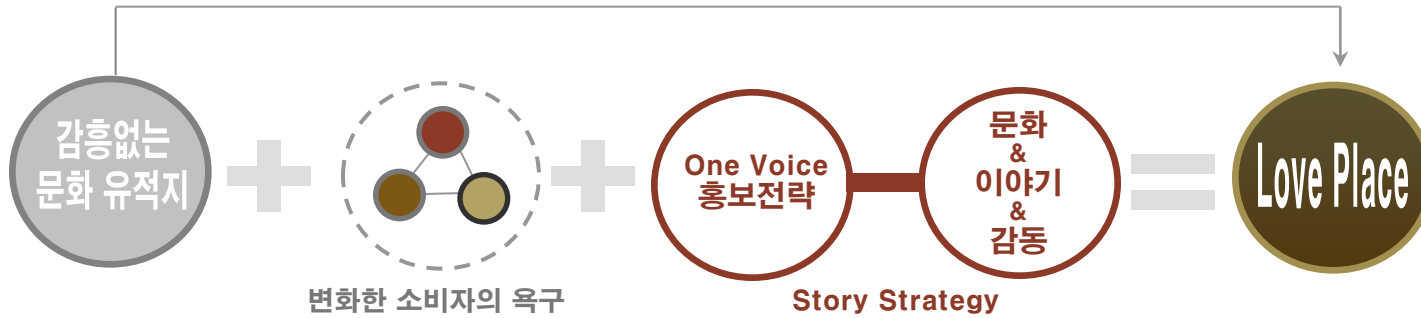 감흥없는
문화 유적지
변화한 소비자의 욕구
One Voice
홍보전략
문화
&
이야기
&
감동
Story Strategy
Love Place